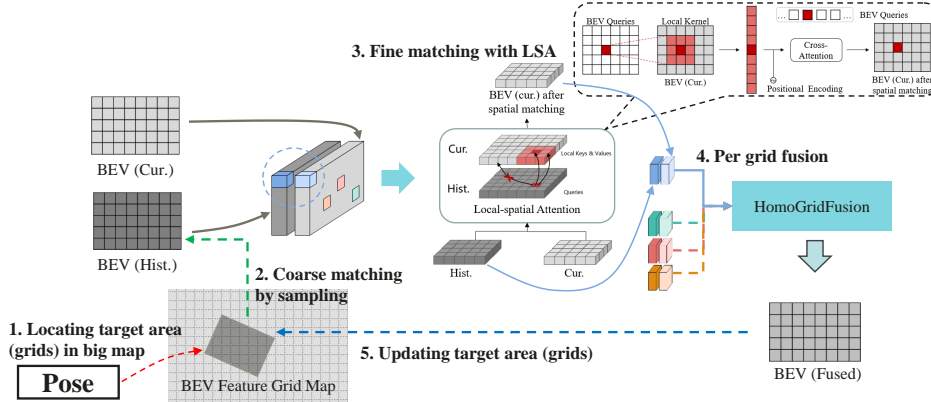 BEV Queries
Local Kernel
BEV (Cur.)
... ...
BEV Queries
Cross-
Attention
Positional Encoding
BEV (Cur.) after
spatial matching)
3. Fine matching with LSA
BEV (cur.) after
spatial matching
BEV (Cur.)
BEV (Hist.)
Cur.
Local Keys & Values
Hist.
Queries
Local-spatial Attention
Hist.
Cur.
4. Per grid fusion
HomoGridFusion
2. Coarse matching
by sampling
1. Locating target area
(grids) in big map
Pose
BEV Feature Grid Map
5. Updating target area (grids)
BEV (Fused)